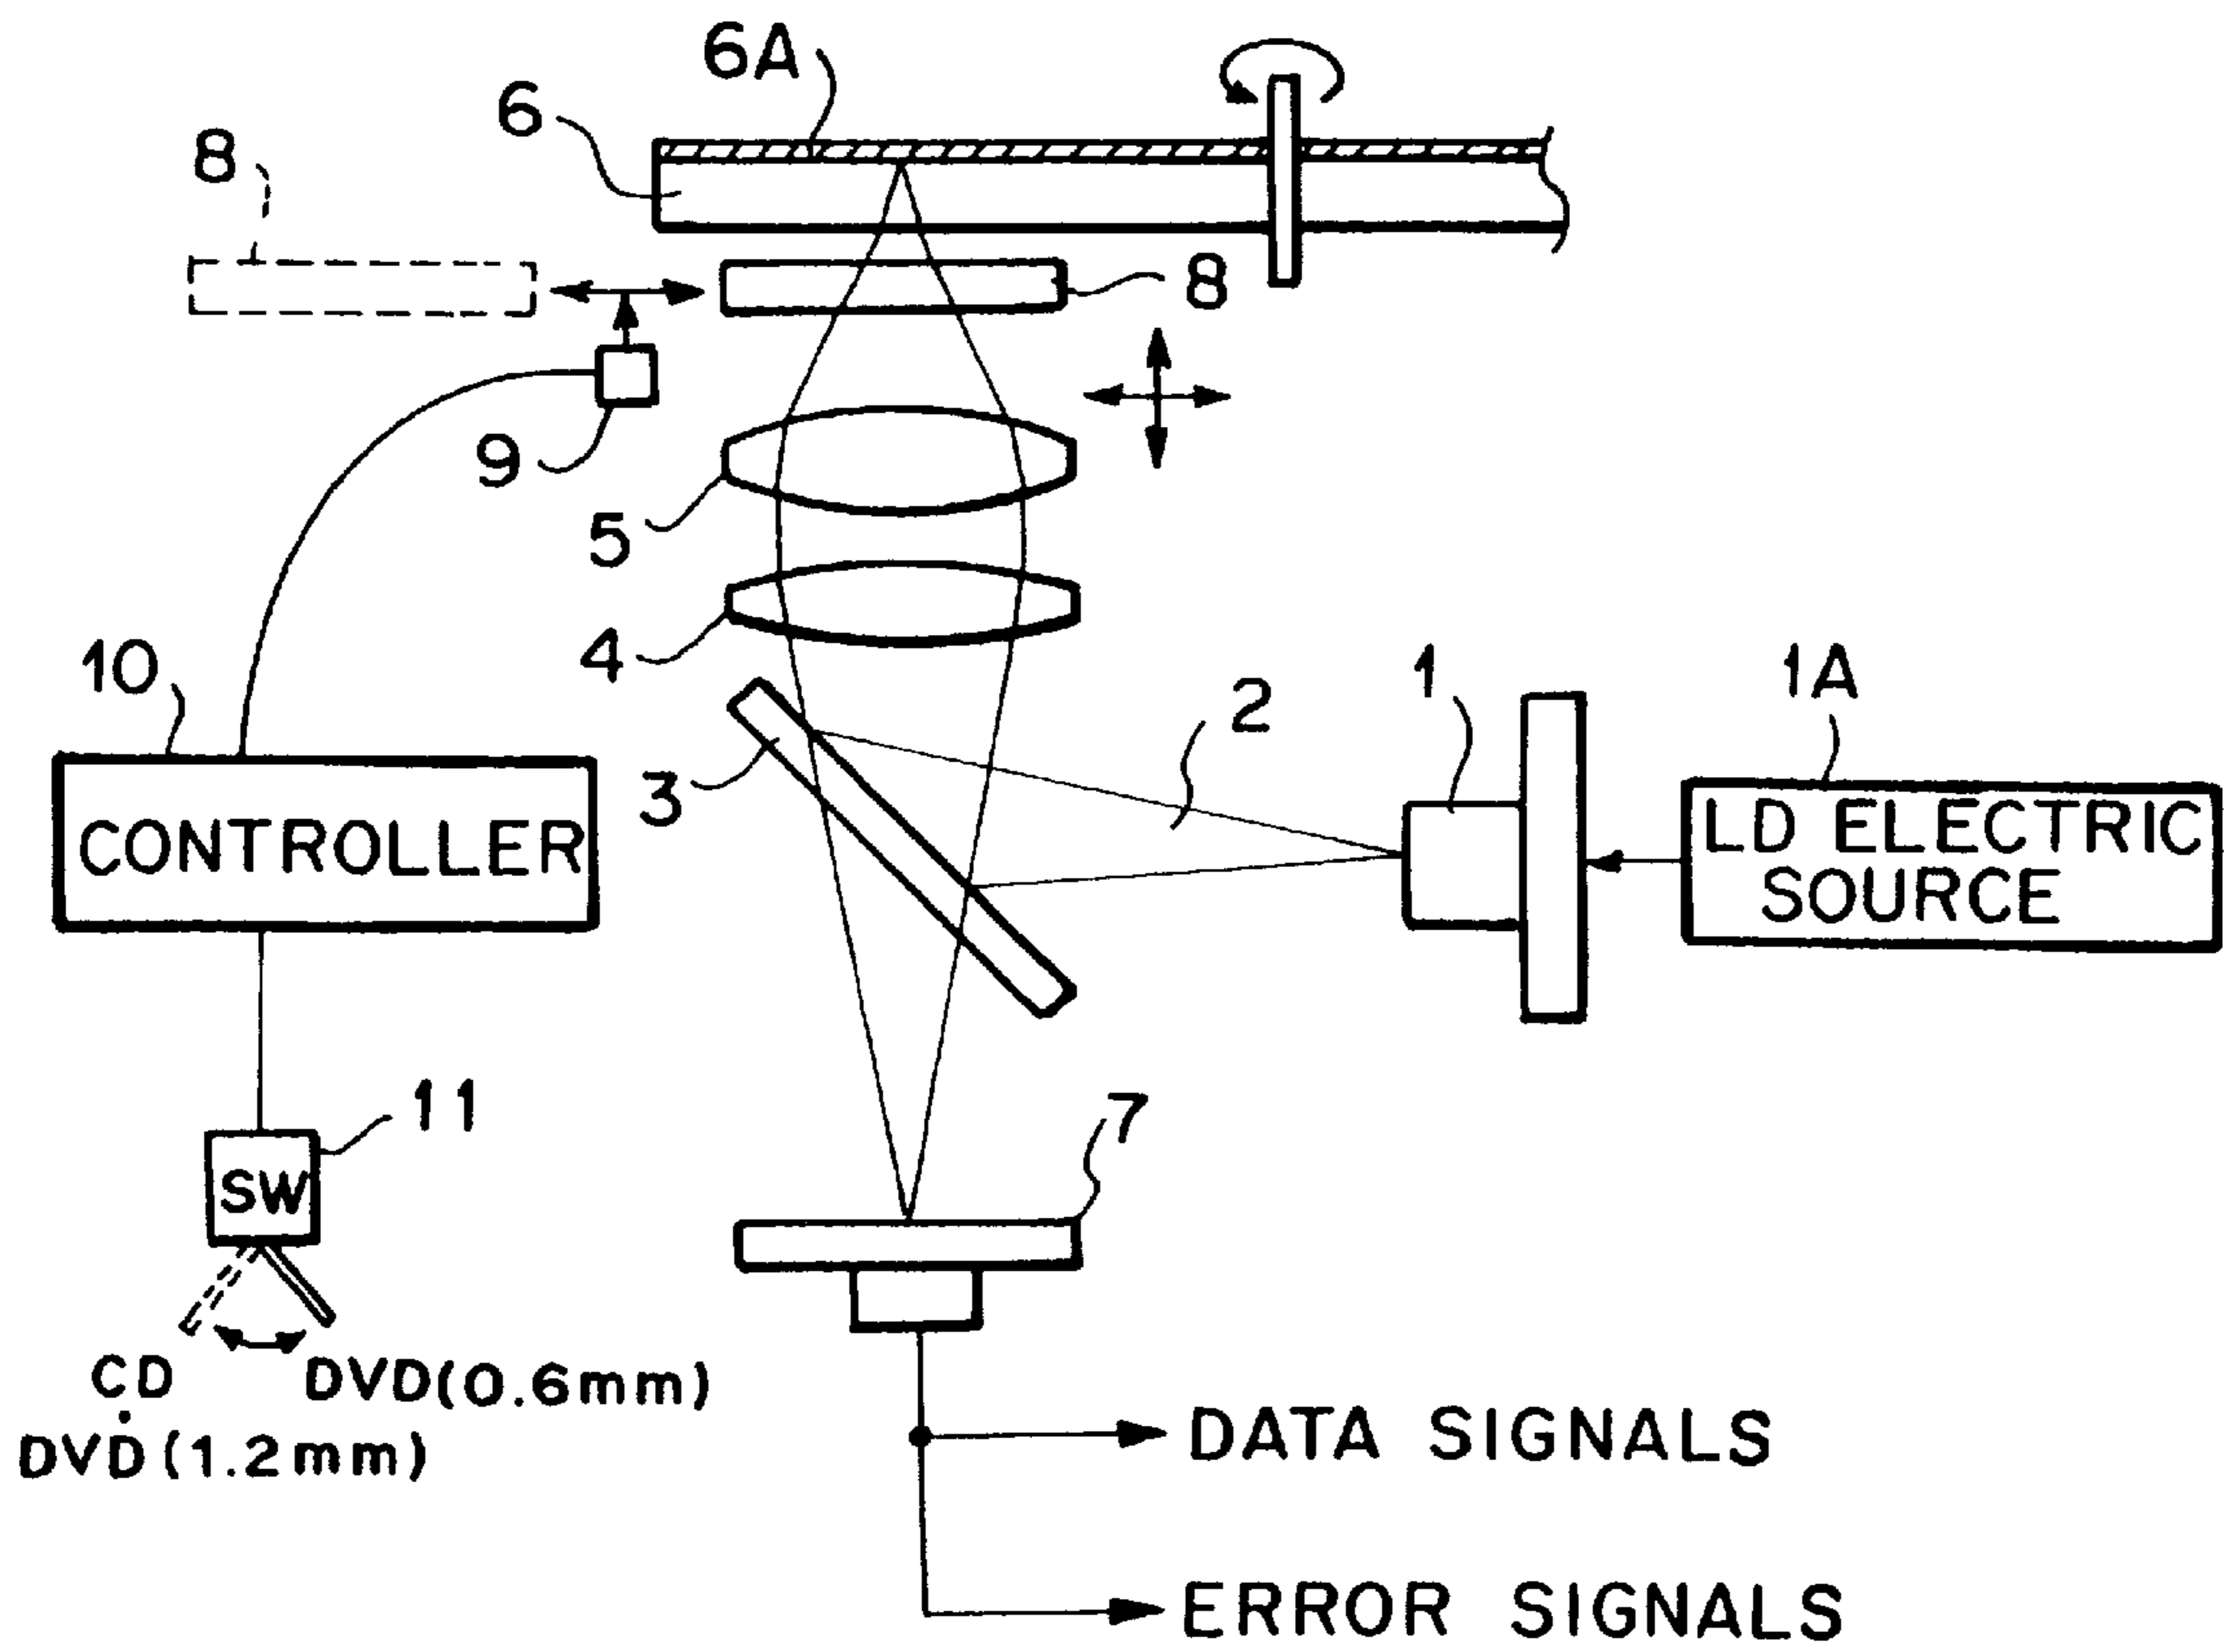 6A
6
8
8
9
5
4
10
1
1A
2
3
CONTROLLER
LD ELECTRIC
SOURCE
11
7
SW
CD
DVD(0.6mm)
DVD(1.2mm)
DATA SIGNALS
ERROR SIGNALS